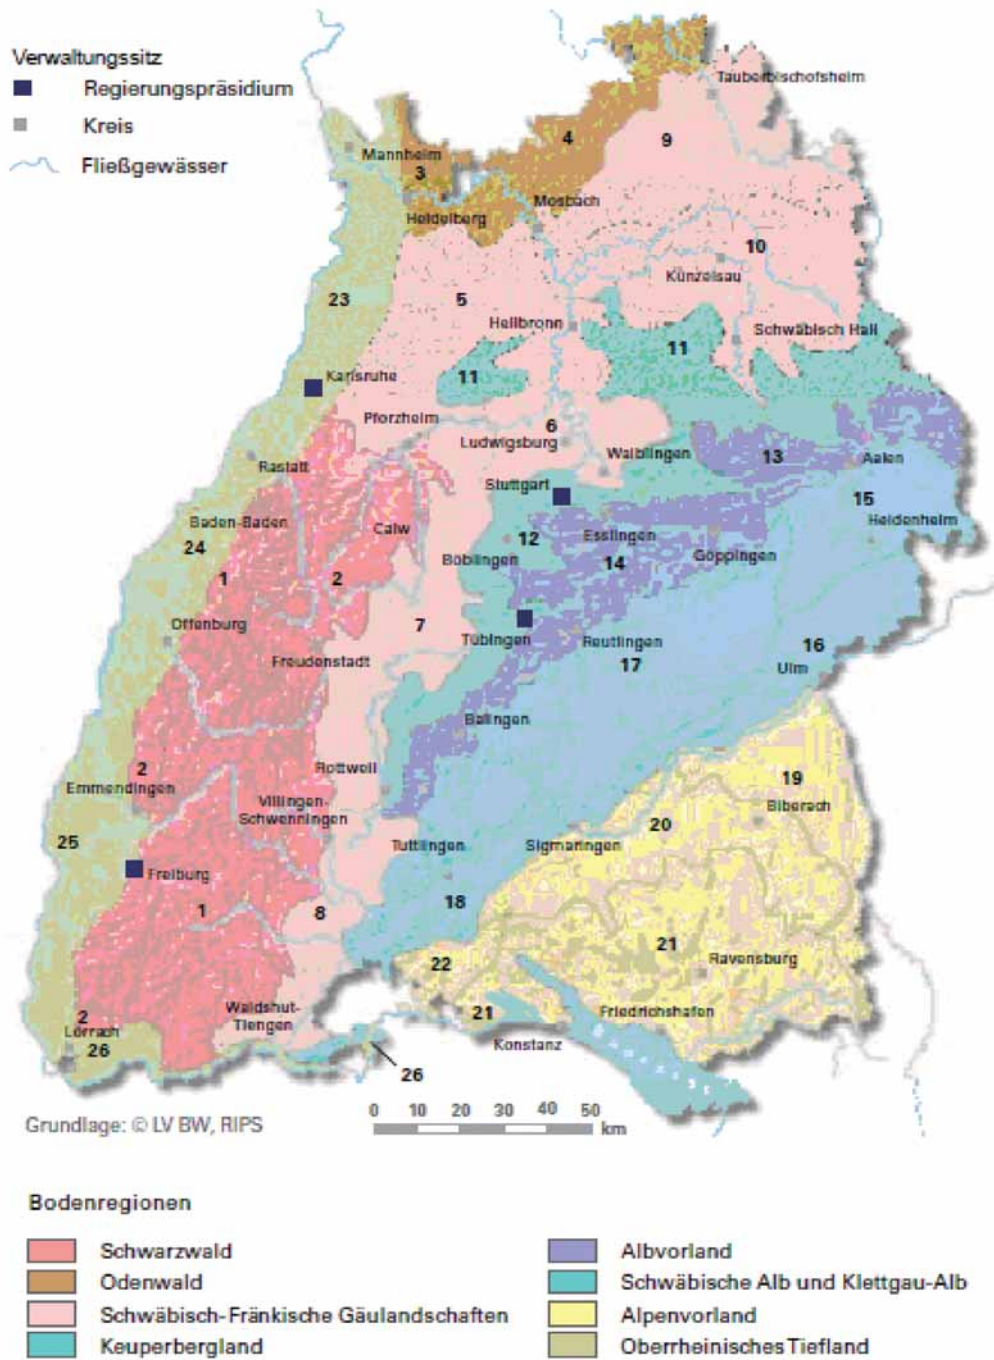 Verwaltungssitz
Regierungspräsidium
Kreis
Fließgewässer
Tauberbischofsheim
4
9
Mannheim
3
Mosbach
Heidelberg
10
Künzelsau
23
5
Heilbronn
Schwäbisch Hall
11
11
Karlsruhe
Pforzheim
6
Ludwigsburg
Waiblingen
13
Aalen
Rastatt
Stuttgart
15
Heidenheim
Baden-Baden
Calw
12
Esslingen
24
Böblingen
14
Göppingen
1
2
Offenburg
7
Tübingen
Reutlingen
16
Freudenstadt
17
Ulm
Balingen
2
Rottweil
19
Emmendingen
Villingen-
Schwenningen
Biberach
20
25
Tuttlingen
Sigmaringen
Freiburg
1
8
18
21
22
Ravensburg
Waldshut-
Tiengen
21
Friedrichshafen
2
Lörrach
26
Konstanz
Bodensee
26
0 10 20 30 40 50
km
Grundlage: © LV BW, RIPS
Bodenregionen
Schwarzwald
Albvorland
Odenwald
Schwäbische Alb und Klettgau-Alb
Schwäbisch-Fränkische Gäulandschaften
Alpenvorland
Keuperbergland
Oberrheinisches Tiefland